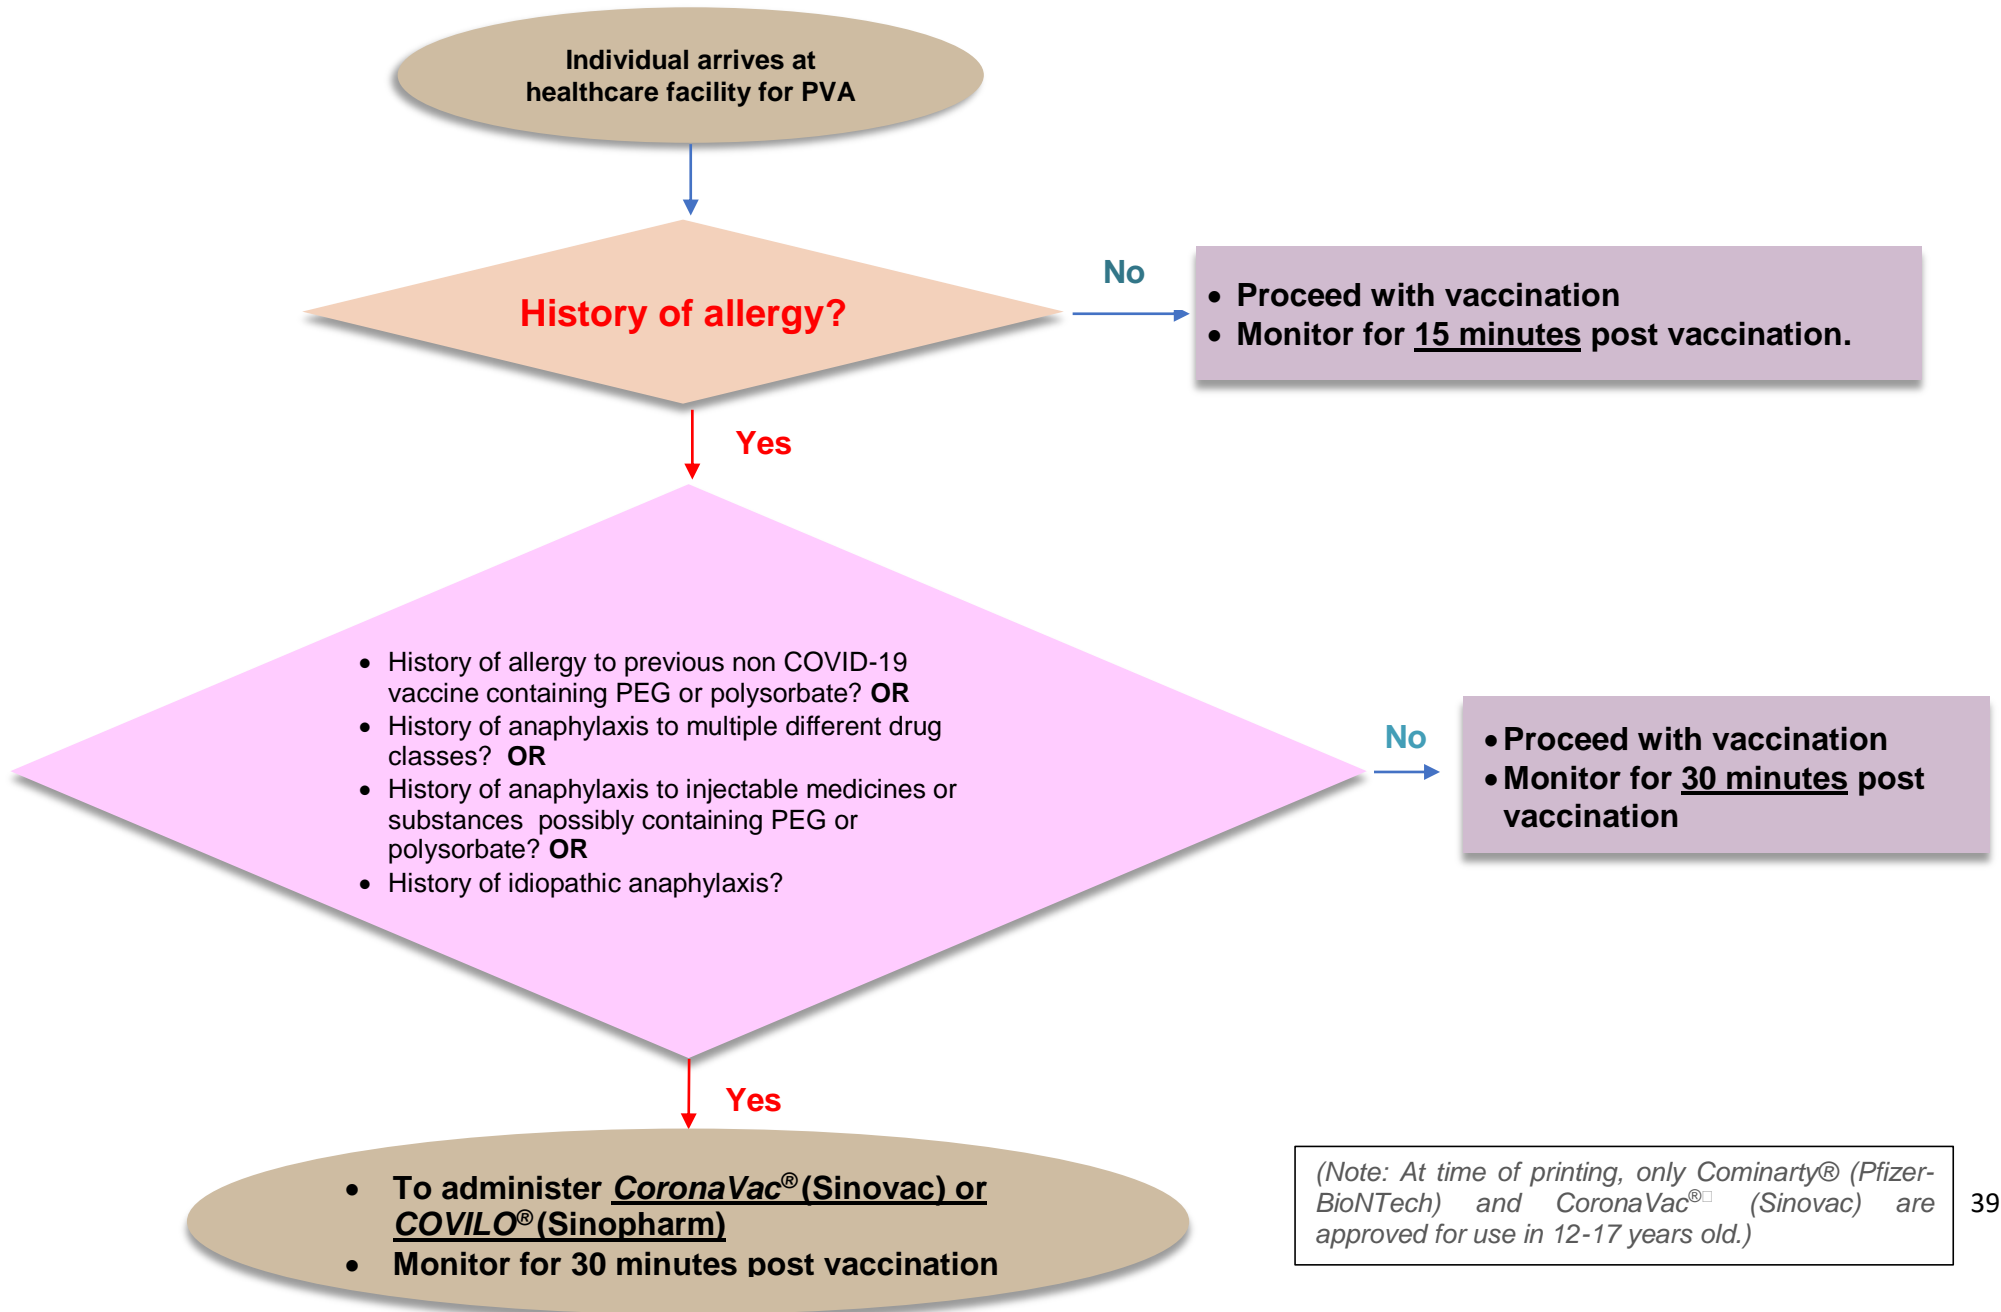 Individual arrives at
healthcare facility for PVA
History of allergy?
No
• Proceed with vaccination
• Monitor for 15 minutes post vaccination.
Yes
• History of allergy to previous non COVID-19
vaccine containing PEG or polysorbate? OR
• History of anaphylaxis to multiple different drug
classes? OR
• History of anaphylaxis to injectable medicines or
substances possibly containing PEG or
polysorbate? OR
• History of idiopathic anaphylaxis?
No
• Proceed with vaccination
• Monitor for 30 minutes post
vaccination
Yes
• To administer CoronaVac® (Sinovac) or
COVILO® (Sinopharm)
• Monitor for 30 minutes post vaccination
(Note: At time of printing, only Cominarty® (Pfizer-
BioNTech) and CoronaVac®□ (Sinovac) are
approved for use in 12-17 years old.)
39